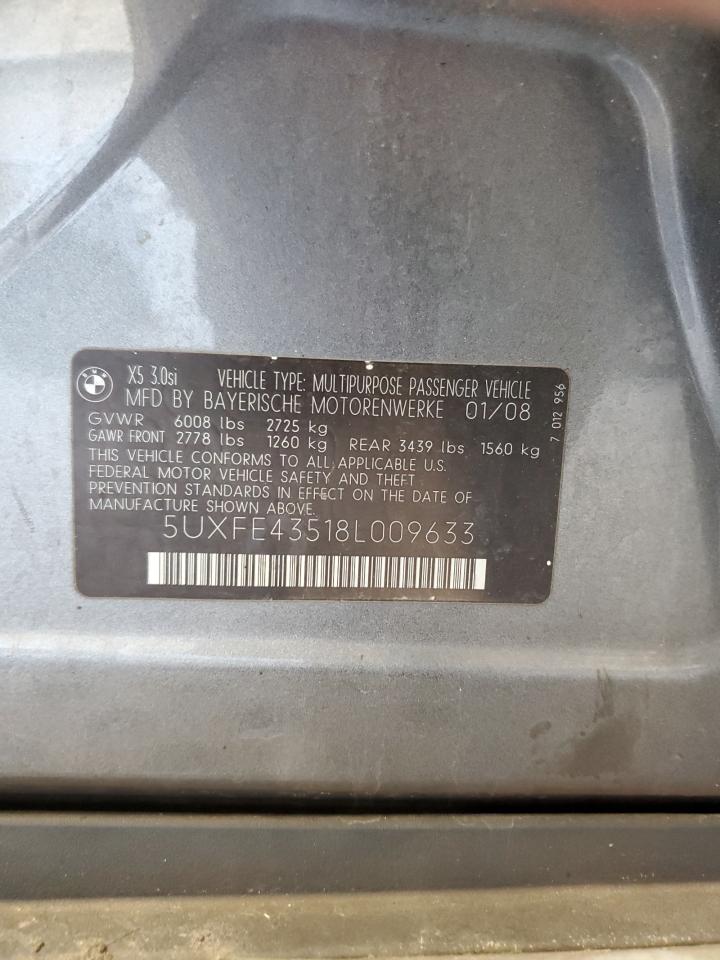 BMW
X5 3.0si VEHICLE TYPE: MULTIPURPOSE PASSENGER VEHICLE
MFD BY BAYERISCHE MOTORENWERKE 01/08
GVWR 6008 lbs 2725 kg
GAWR FRONT 2778 lbs 1260 kg REAR 3439 lbs 1560 kg
THIS VEHICLE CONFORMS TO ALL APPLICABLE U.S.
FEDERAL MOTOR VEHICLE SAFETY AND THEFT
PREVENTION STANDARDS IN EFFECT ON THE DATE OF
MANUFACTURE SHOWN ABOVE.
5UXFE43518L009633
7 012 956